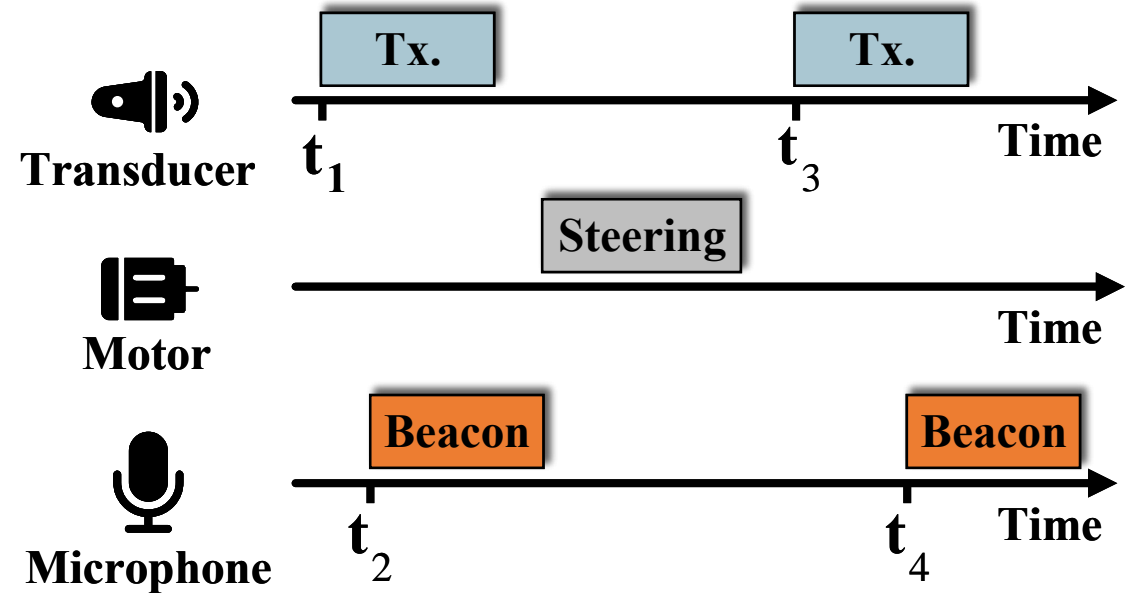 Tx.
Tx.
Transducer
t1
t3
Time
Steering
Motor
Time
Beacon
Beacon
Microphone
t2
t4
Time